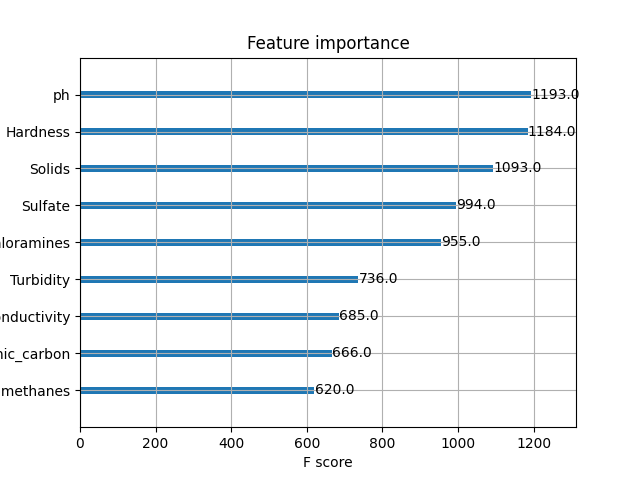 Feature importance
ph 1193.0
Hardness 1184.0
Solids 1093.0
Sulfate 994.0
loramines 955.0
Turbidity 736.0
nductivity 685.0
nic_carbon 666.0
methanes 620.0
0 200 400 600 800 1000 1200
F score